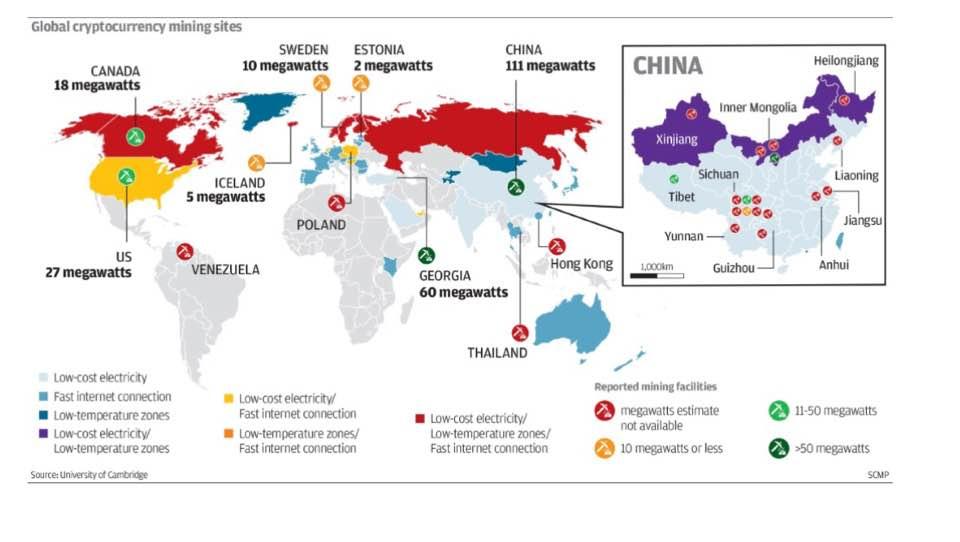 Global cryptocurrency mining sites
CANADA
18 megawatts
SWEDEN
10 megawatts
ESTONIA
2 megawatts
CHINA
111 megawatts
ICELAND
5 megawatts
POLAND
US
27 megawatts
VENEZUELA
GEORGIA
60 megawatts
Hong Kong
THAILAND
CHINA
Heilongjiang
Inner Mongolia
Xinjiang
Sichuan
Liaoning
Tibet
Jiangsu
Yunnan
Guizhou
Anhui
1,000km
Low-cost electricity
Fast internet connection
Low-temperature zones
Low-cost electricity/
Low-temperature zones
Low-cost electricity/
Fast internet connection
Low-temperature zones/
Fast internet connection
Low-cost electricity/
Low-temperature zones/
Fast internet connection
Reported mining facilities
megawatts estimate
not available
10 megawatts or less
11-50 megawatts
>50 megawatts
Source: University of Cambridge
SCMP